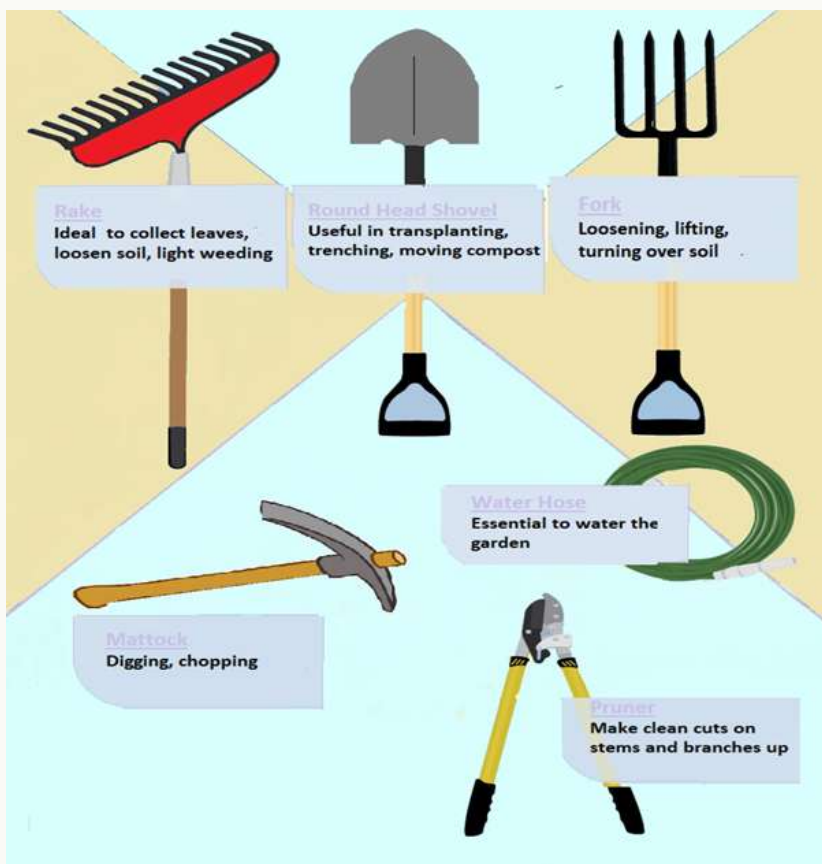 Rake
Ideal to collect leaves,
loosen soil, light weeding
Round Head Shovel
Useful in transplanting,
trenching, moving compost
Fork
Loosening, lifting,
turning over soil
Water Hose
Essential to water the
garden
Mattock
Digging, chopping
Pruner
Make clean cuts on
stems and branches up